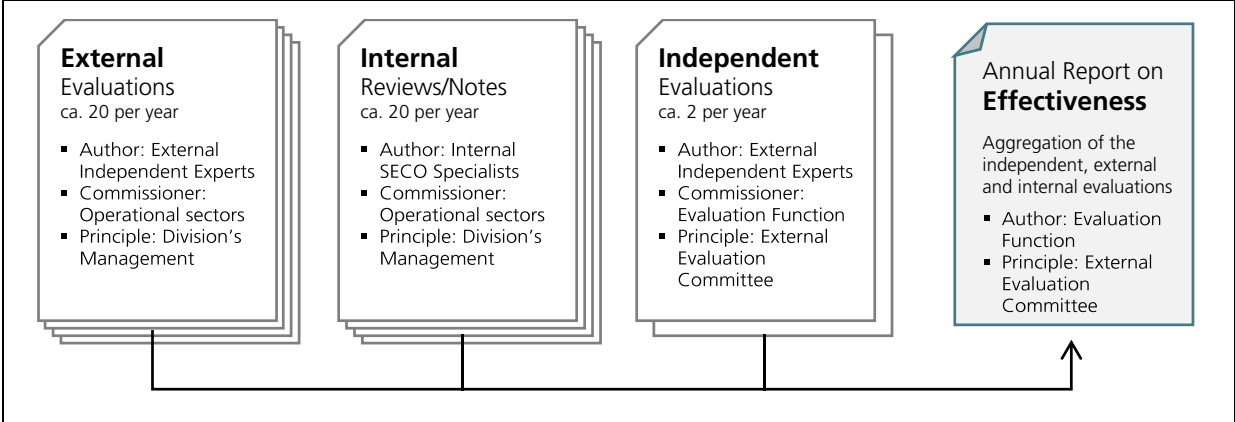 External
Evaluations
ca. 20 per year
▪ Author: External
Independent Experts
▪ Commissioner:
Operational sectors
▪ Principle: Division’s
Management
Internal
Reviews/Notes
ca. 20 per year
▪ Author: Internal
SECO Specialists
▪ Commissioner:
Operational sectors
▪ Principle: Division’s
Management
Independent
Evaluations
ca. 2 per year
▪ Author: External
Independent Experts
▪ Commissioner:
Evaluation Function
▪ Principle: External
Evaluation
Committee
Annual Report on
Effectiveness
Aggregation of the
independent, external
and internal evaluations
▪ Author: Evaluation
Function
▪ Principle: External
Evaluation
Committee